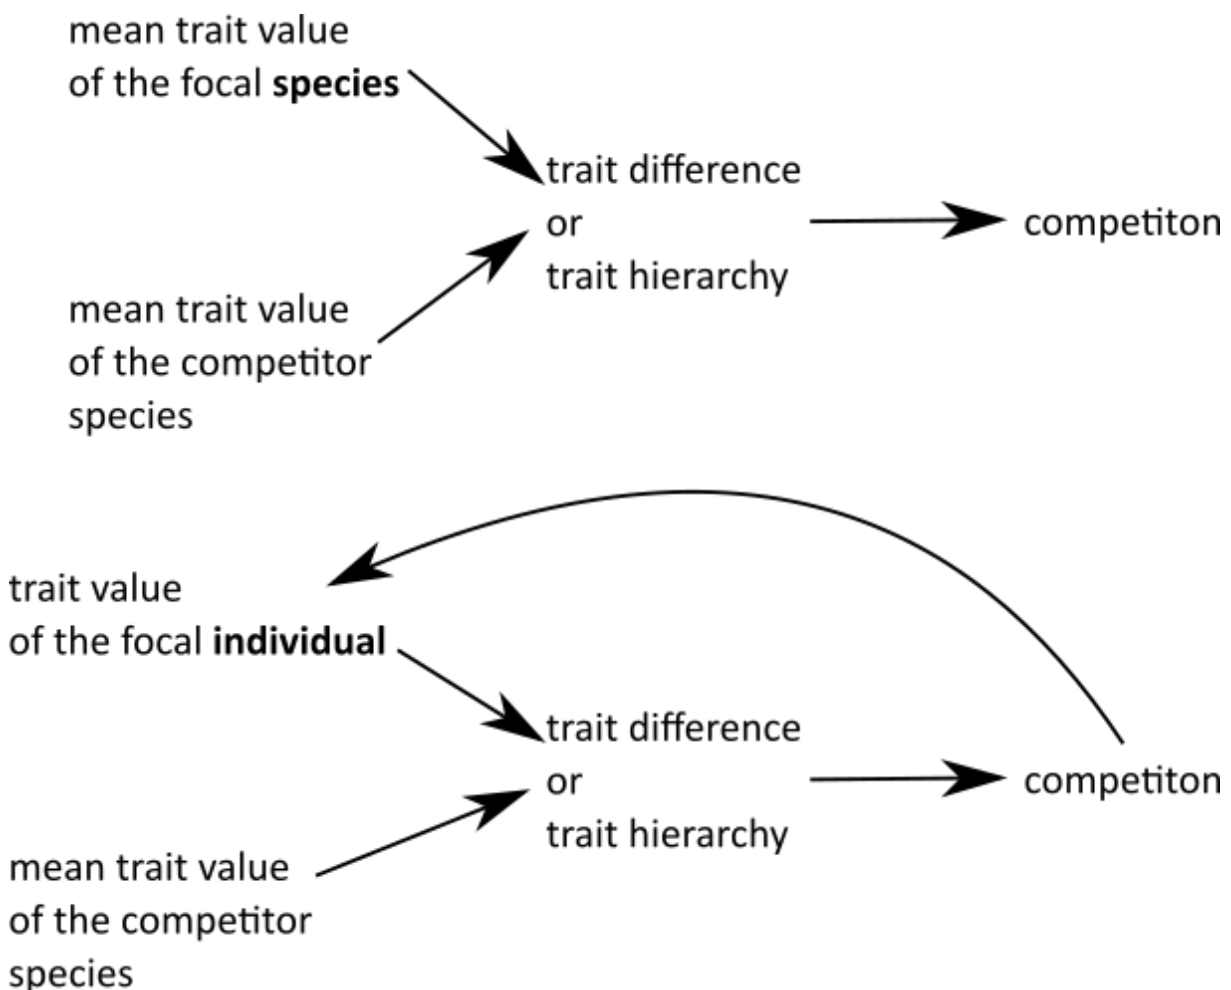 mean trait value
of the focal species
trait difference
or
trait hierarchy
competiton
mean trait value
of the competitor
species
trait value
of the focal individual
trait difference
or
trait hierarchy
competiton
mean trait value
of the competitor
species